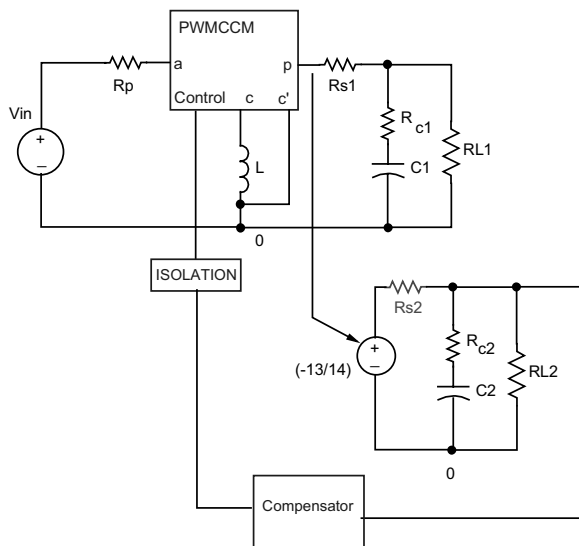 PWMCCM
a
p
Rp
Rs1
Control
c
c'
Vin
+
–
R c1
RL1
L
C1
0
ISOLATION
Rs2
+
–
(-13/14)
R c2
RL2
C2
0
Compensator